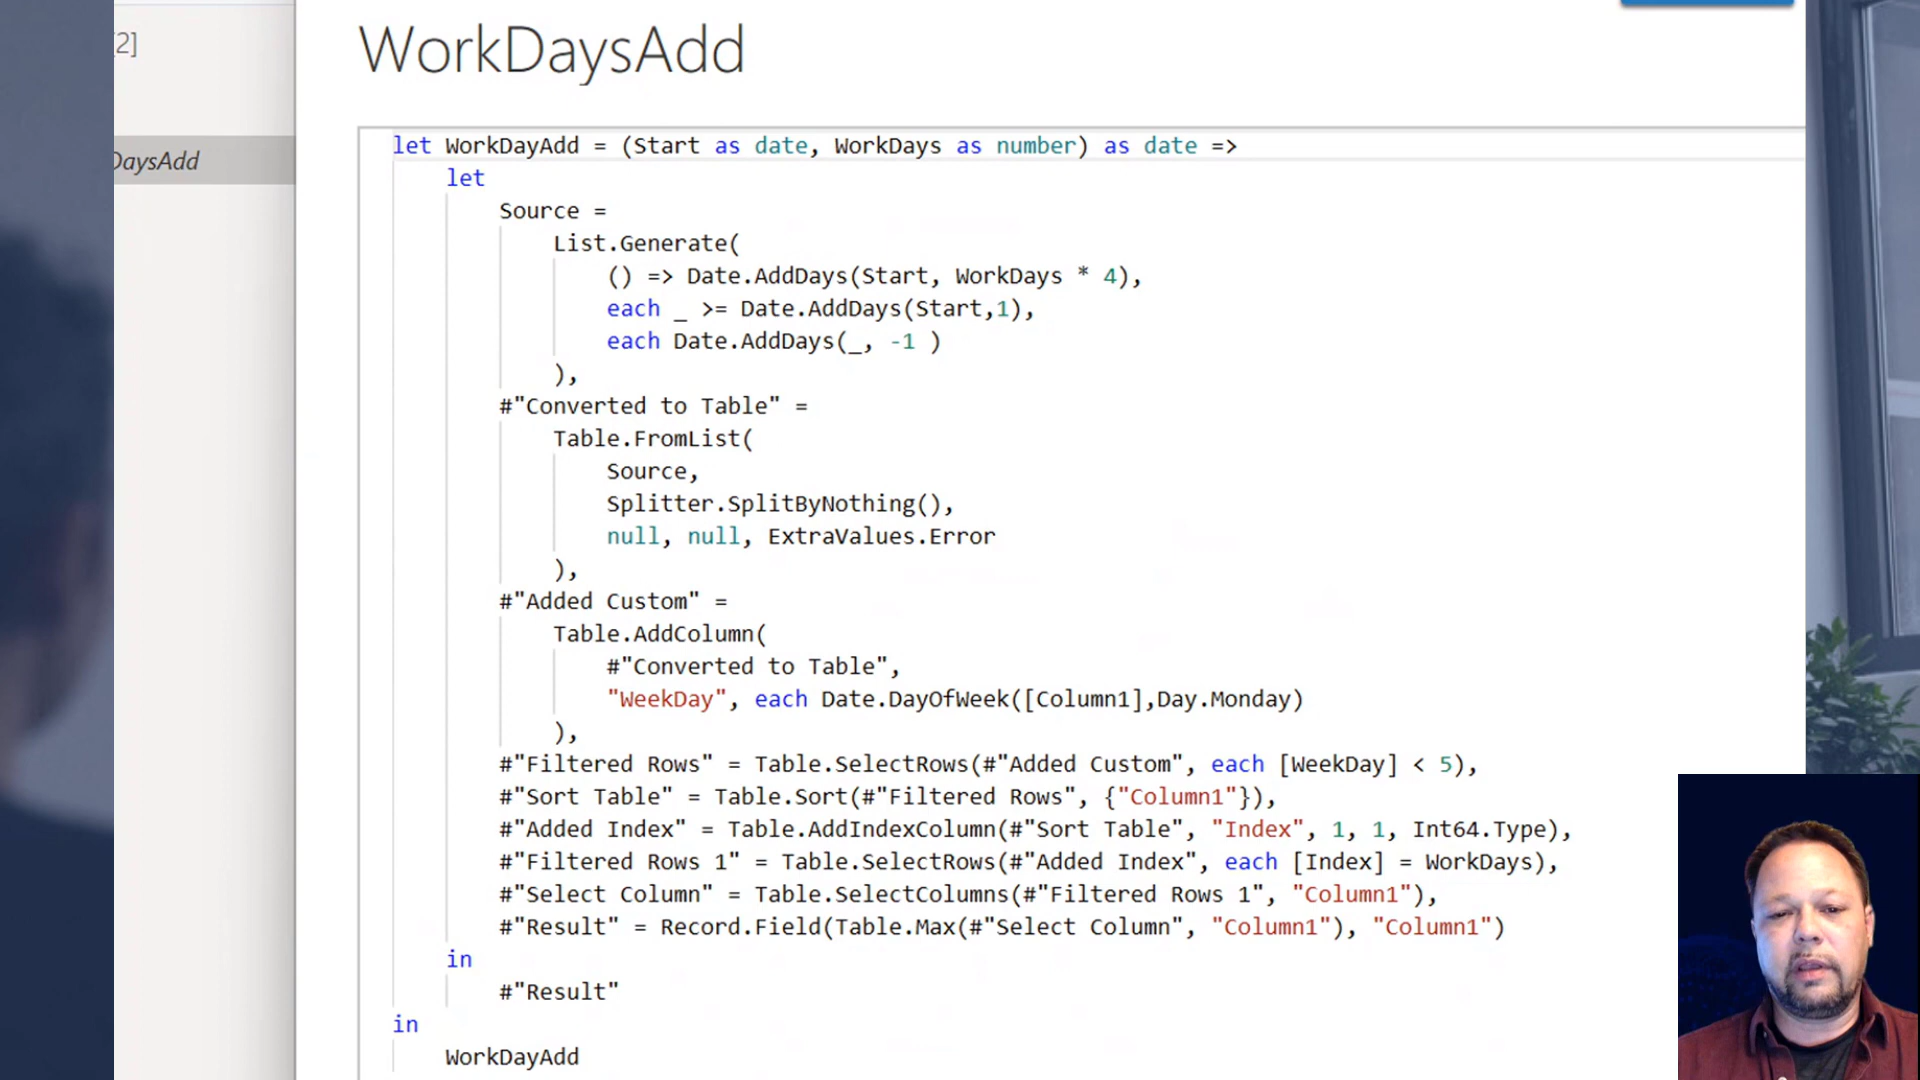 [2]
DaysAdd
WorkDaysAdd
let WorkDayAdd = (Start as date, WorkDays as number) as date =>
let
Source =
List.Generate(
() => Date.AddDays(Start, WorkDays * 4),
each _ >= Date.AddDays(Start,1),
each Date.AddDays(_, -1 )
),
#"Converted to Table" =
Table.FromList(
Source,
Splitter.SplitByNothing(),
null, null, ExtraValues.Error
),
#"Added Custom" =
Table.AddColumn(
#"Converted to Table",
"WeekDay", each Date.DayOfWeek([Column1],Day.Monday)
),
#"Filtered Rows" = Table.SelectRows(#"Added Custom", each [WeekDay] < 5),
#"Sort Table" = Table.Sort(#"Filtered Rows", {"Column1"}),
#"Added Index" = Table.AddIndexColumn(#"Sort Table", "Index", 1, 1, Int64.Type),
#"Filtered Rows 1" = Table.SelectRows(#"Added Index", each [Index] = WorkDays),
#"Select Column" = Table.SelectColumns(#"Filtered Rows 1", "Column1"),
#"Result" = Record.Field(Table.Max(#"Select Column", "Column1"), "Column1")
in
#"Result"
in
WorkDayAdd